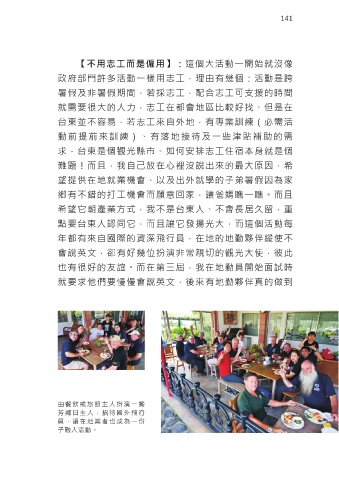 141
【不用志工而是僱用】：這個大活動一開始就沒像
政府部門許多活動一樣用志工，理由有幾個：活動是跨
暑假及非暑假期間，若採志工，配合志工可支援的時間
就需要很大的人力，志工在都會地區比較好找、但是在
台東並不容易，若志工來自外地，有專業訓練（必需活
動前提前來訓練）、有落地接待及一些津貼補助的需
求，台東是個觀光縣市、如何安排志工住宿本身就是個
難題！而且，我自己放在心裡沒說出來的最大原因，希
望提供在地就業機會、以及出外就學的子弟暑假因為家
鄉有不錯的打工機會而願意回家，讓爸媽瞧一瞧。而且
希望它朝產業方式，我不是台東人、不會長居久留，重
點要台東人認同它，而且讓它發揚光大，而這個活動每
年都有來自國際的資深飛行員，在地的地勤夥伴縱使不
會說英文，卻有好幾位扮演非常親切的觀光大使，彼此
也有很好的友誼。而在第三屆，我在地勤員開始面試時
就要求他們要慢慢會說英文，後來有地勤夥伴真的做到
由餐飲或旅館主人扮演一饗
芳鄰日主人，招待國外飛行
員，讓在地業者也成為一份
子融入活動。